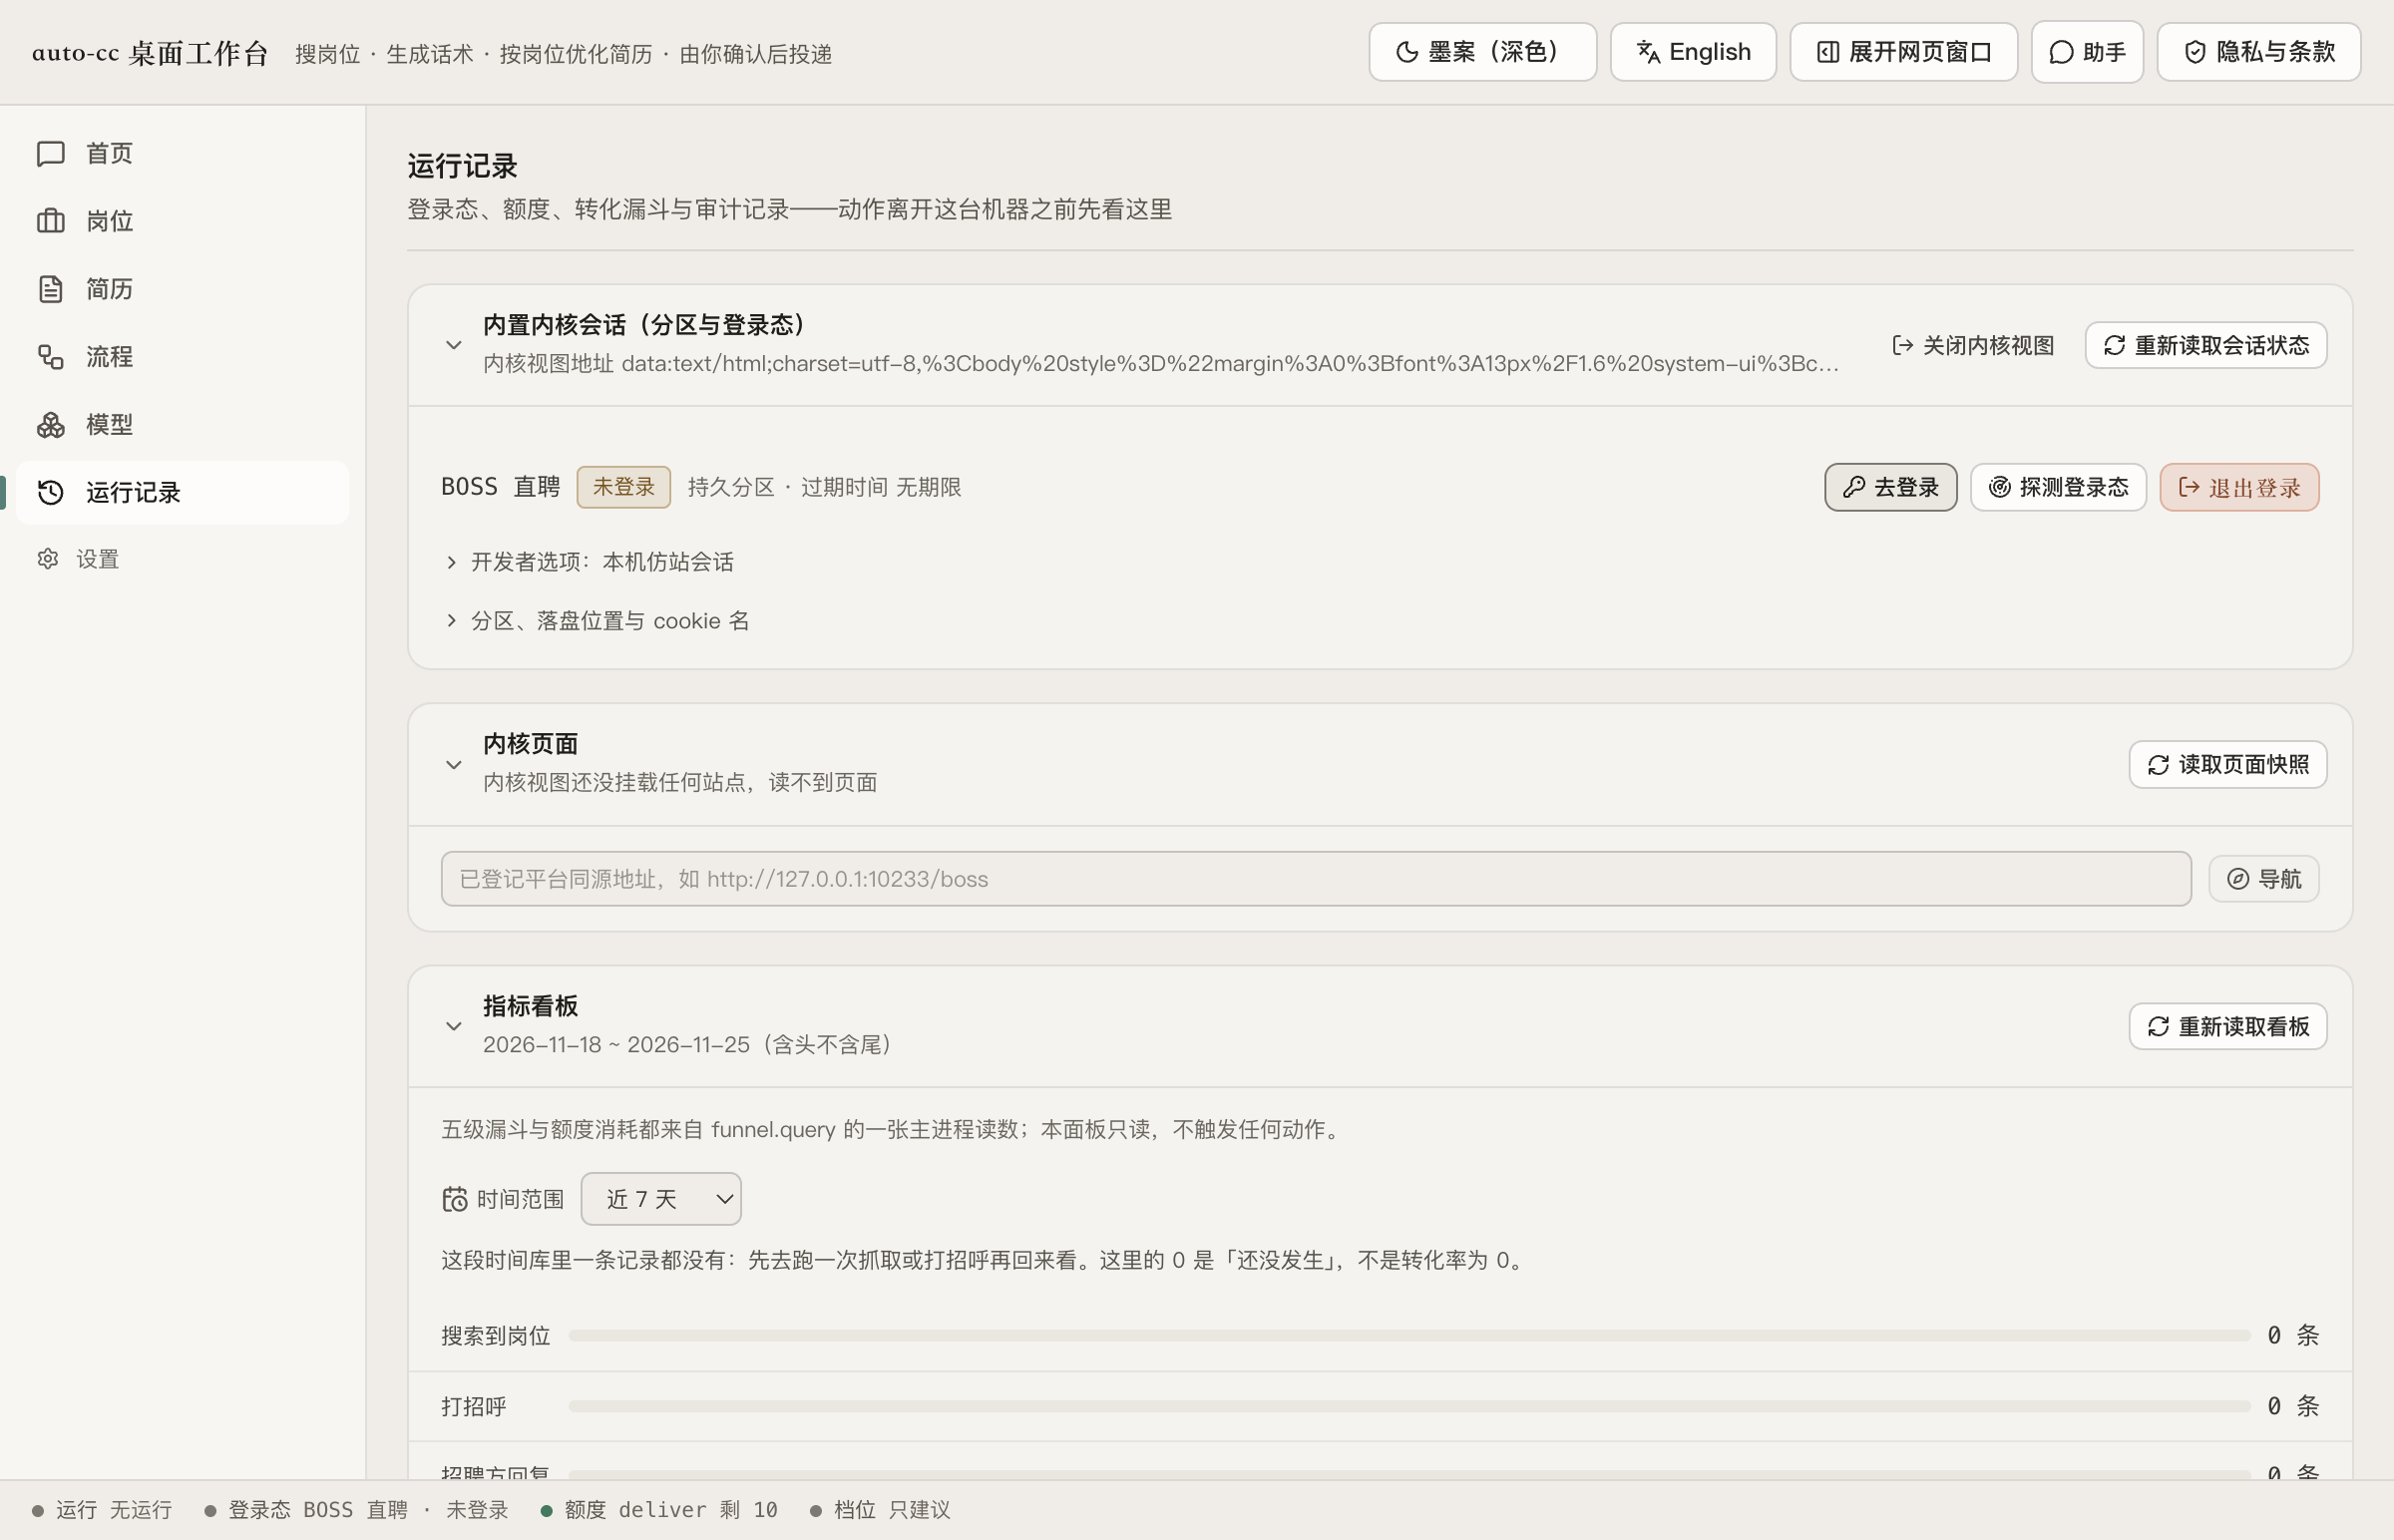 auto-cc 桌面工作台 搜岗位 · 生成话术 · 按岗位优化简历 · 由你确认后投递 墨案（深色） English 展开网页窗口 助手 隐私与条款
首页
岗位
简历
流程
模型
运行记录
设置
运行记录
登录态、额度、转化漏斗与审计记录——动作离开这台机器之前先看这里
内置内核会话（分区与登录态）
内核视图地址 data:text/html;charset=utf-8,%3Cbody%20style%3D%22margin%3A0%3Bfont%3A13px%2F1.6%20system-ui%3Bc…
关闭内核视图 重新读取会话状态
BOSS 直聘 未登录 持久分区 · 过期时间 无期限 去登录 探测登录态 退出登录
开发者选项：本机仿站会话
分区、落盘位置与 cookie 名
内核页面
内核视图还没挂载任何站点，读不到页面
读取页面快照
已登记平台同源地址，如 http://127.0.0.1:10233/boss 导航
指标看板
2026-11-18 ~ 2026-11-25（含头不含尾）
重新读取看板
五级漏斗与额度消耗都来自 funnel.query 的一张主进程读数；本面板只读，不触发任何动作。
时间范围 近 7 天
这段时间库里一条记录都没有：先去跑一次抓取或打招呼再回来看。这里的 0 是「还没发生」，不是转化率为 0。
搜索到岗位 0 条
打招呼 0 条
招聘方回复 0 条
运行 无运行 登录态 BOSS 直聘 · 未登录 额度 deliver 剩 10 档位 只建议